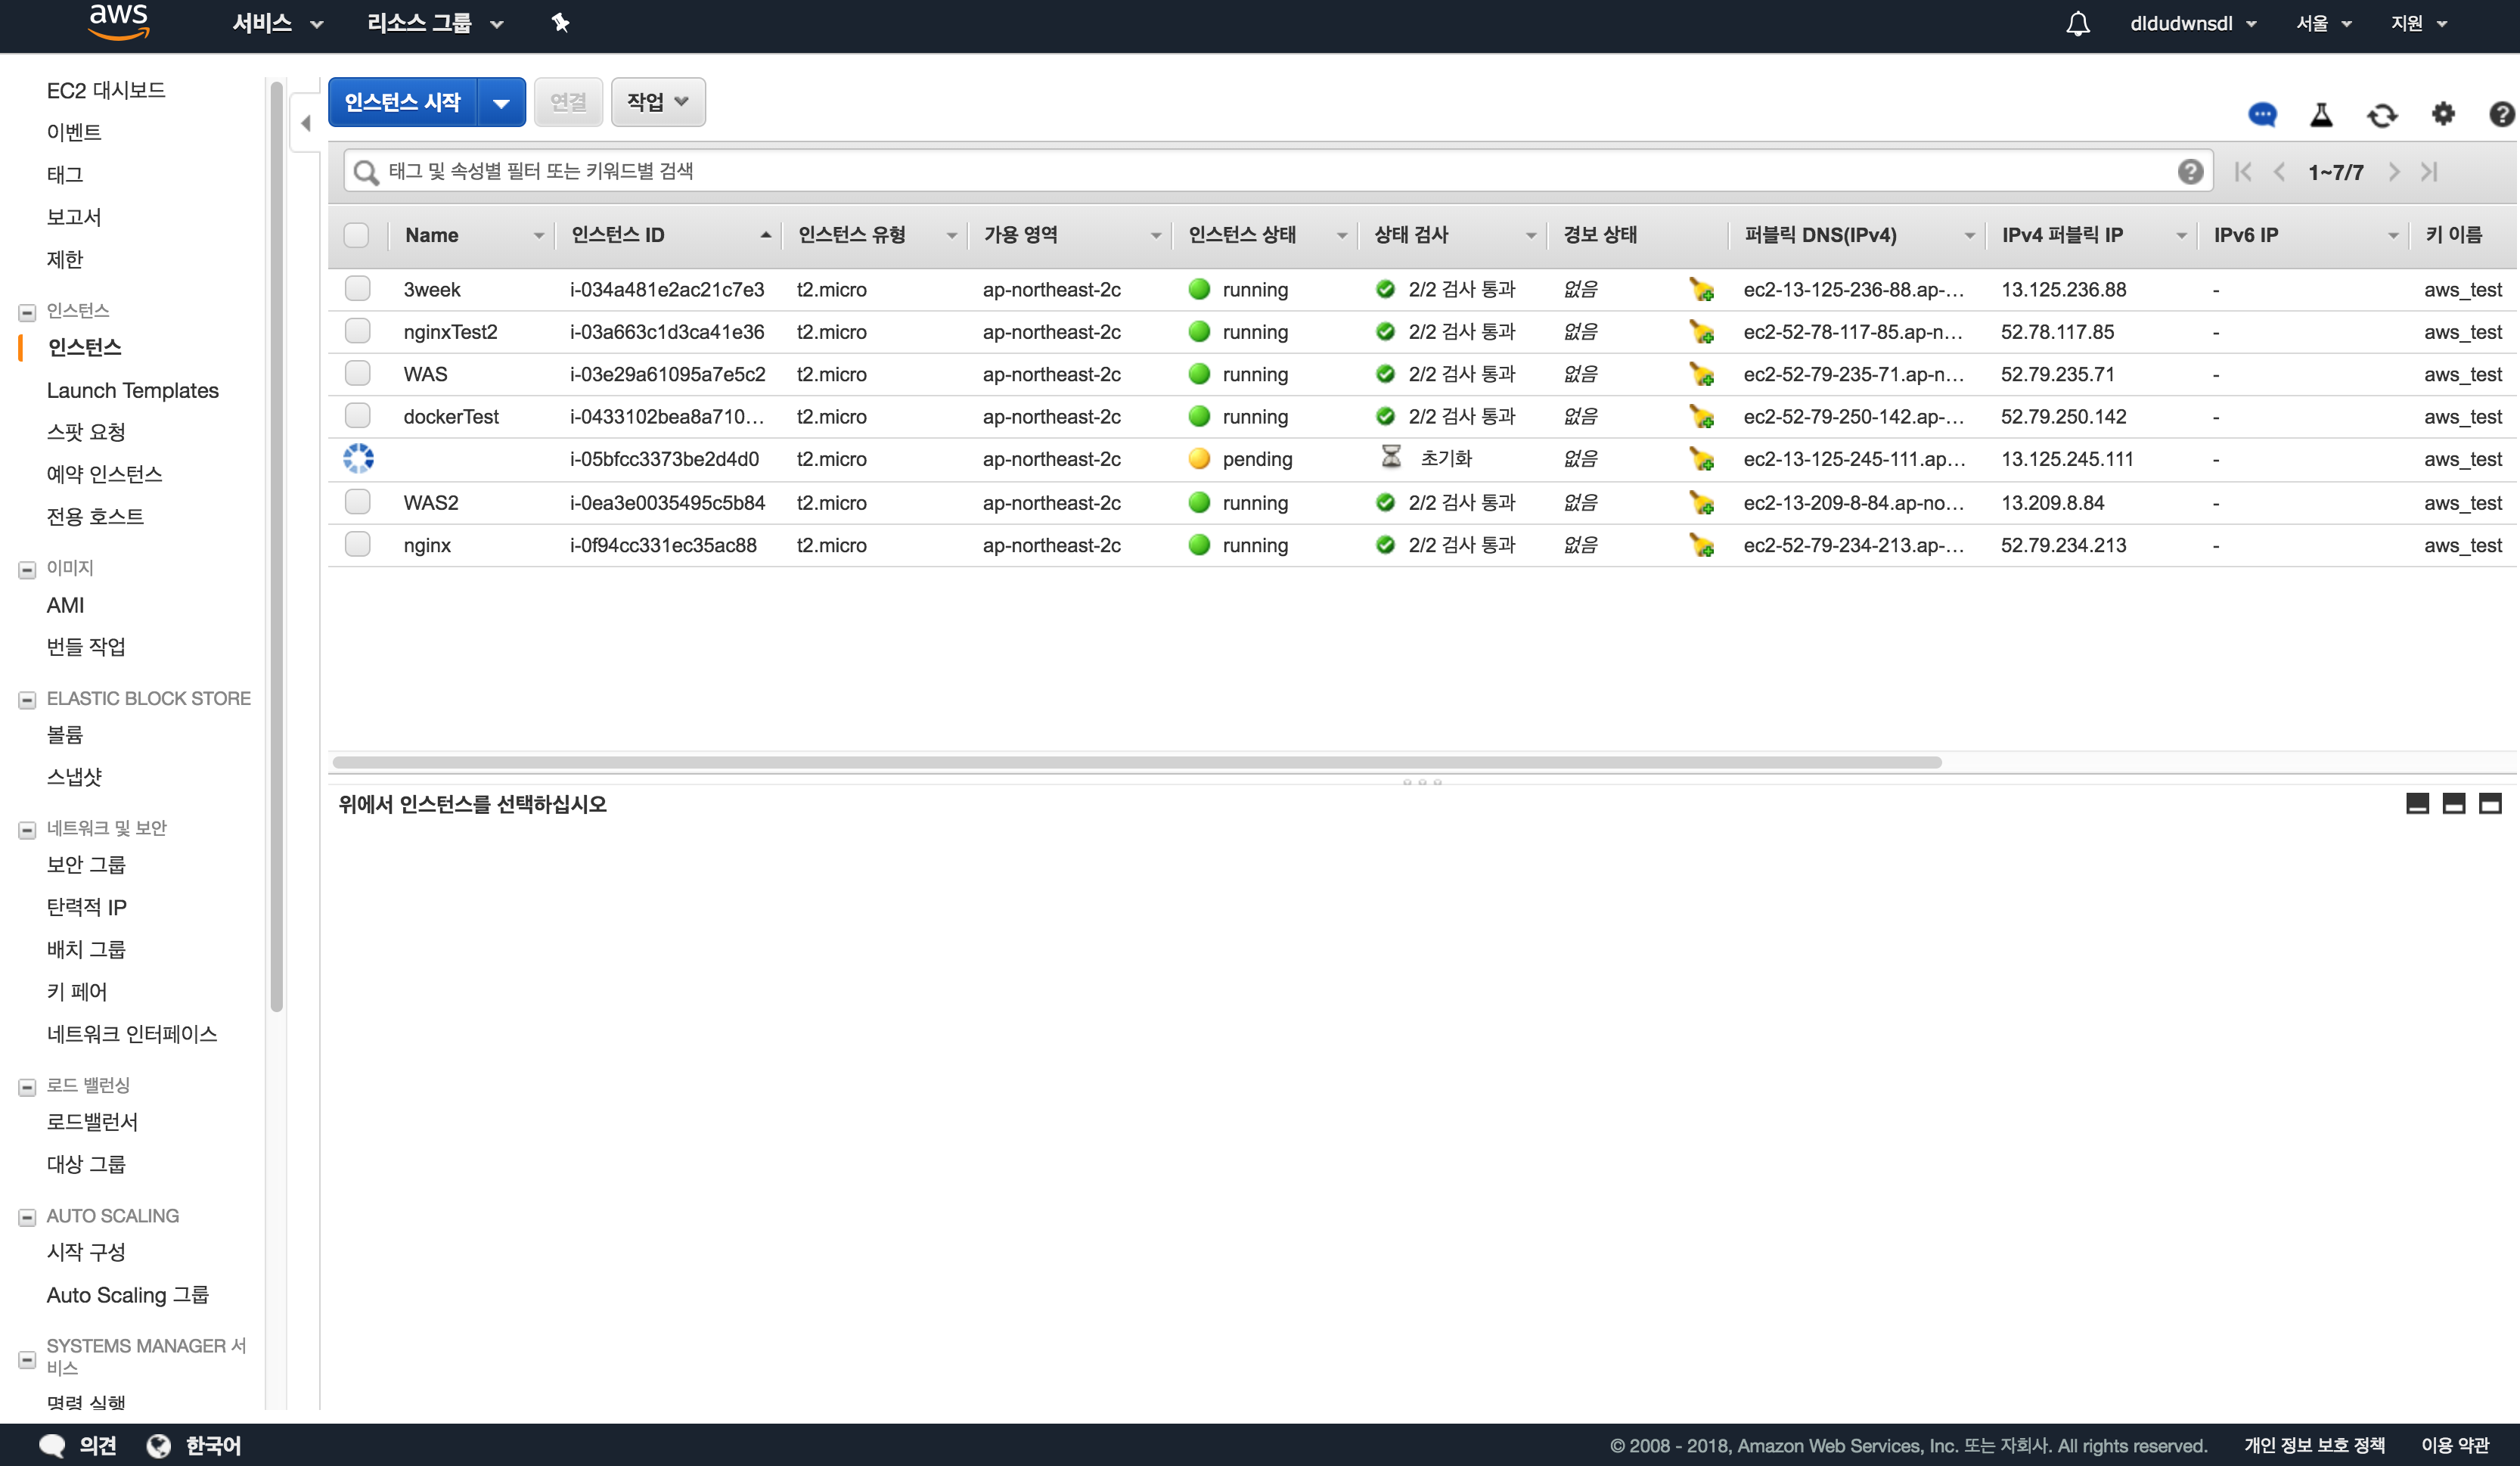 aws 서비스 리소스 그룹 dldudwnsdl 서울 지원
EC2 대시보드
이벤트
태그
보고서
제한
인스턴스
인스턴스
Launch Templates
스팟 요청
예약 인스턴스
전용 호스트
이미지
AMI
번들 작업
ELASTIC BLOCK STORE
볼륨
스냅샷
네트워크 및 보안
보안 그룹
탄력적 IP
배치 그룹
키 페어
네트워크 인터페이스
로드 밸런싱
로드밸런서
대상 그룹
AUTO SCALING
시작 구성
Auto Scaling 그룹
SYSTEMS MANAGER 서
비스
명령 실행
인스턴스 시작 연결 작업
태그 및 속성별 필터 또는 키워드별 검색 1~7/7
Name 인스턴스 ID 인스턴스 유형 가용 영역 인스턴스 상태 상태 검사 경보 상태 퍼블릭 DNS(IPv4) IPv4 퍼블릭 IP IPv6 IP 키 이름
3week i-034a481e2ac21c7e3 t2.micro ap-northeast-2c running 2/2 검사 통과 없음 ec2-13-125-236-88.ap-... 13.125.236.88 - aws_test
nginxTest2 i-03a663c1d3ca41e36 t2.micro ap-northeast-2c running 2/2 검사 통과 없음 ec2-52-78-117-85.ap-n... 52.78.117.85 - aws_test
WAS i-03e29a61095a7e5c2 t2.micro ap-northeast-2c running 2/2 검사 통과 없음 ec2-52-79-235-71.ap-n... 52.79.235.71 - aws_test
dockerTest i-0433102bea8a710... t2.micro ap-northeast-2c running 2/2 검사 통과 없음 ec2-52-79-250-142.ap-... 52.79.250.142 - aws_test
i-05bfcc3373be2d4d0 t2.micro ap-northeast-2c pending 초기화 없음 ec2-13-125-245-111.ap... 13.125.245.111 - aws_test
WAS2 i-0ea3e0035495c5b84 t2.micro ap-northeast-2c running 2/2 검사 통과 없음 ec2-13-209-8-84.ap-no... 13.209.8.84 - aws_test
nginx i-0f94cc331ec35ac88 t2.micro ap-northeast-2c running 2/2 검사 통과 없음 ec2-52-79-234-213.ap-... 52.79.234.213 - aws_test
위에서 인스턴스를 선택하십시오
의견 한국어 © 2008 - 2018, Amazon Web Services, Inc. 또는 자회사. All rights reserved. 개인 정보 보호 정책 이용 약관